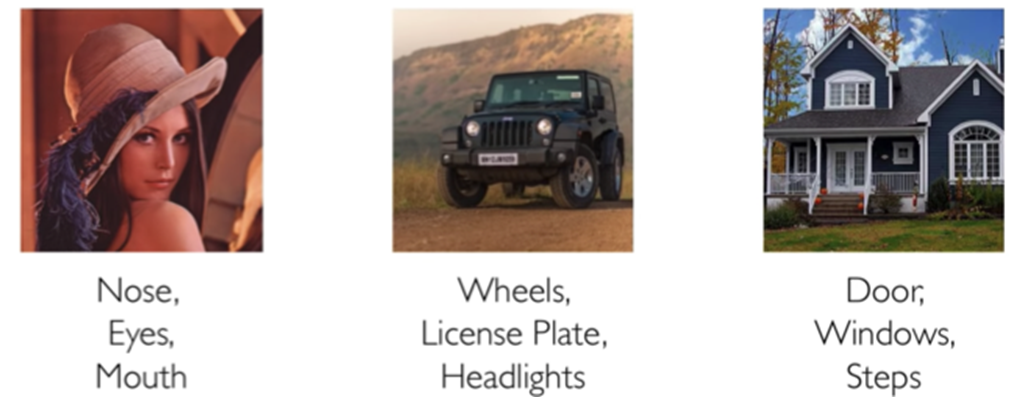 Nose,
Eyes,
Mouth
Wheels,
License Plate,
Headlights
Door,
Windows,
Steps